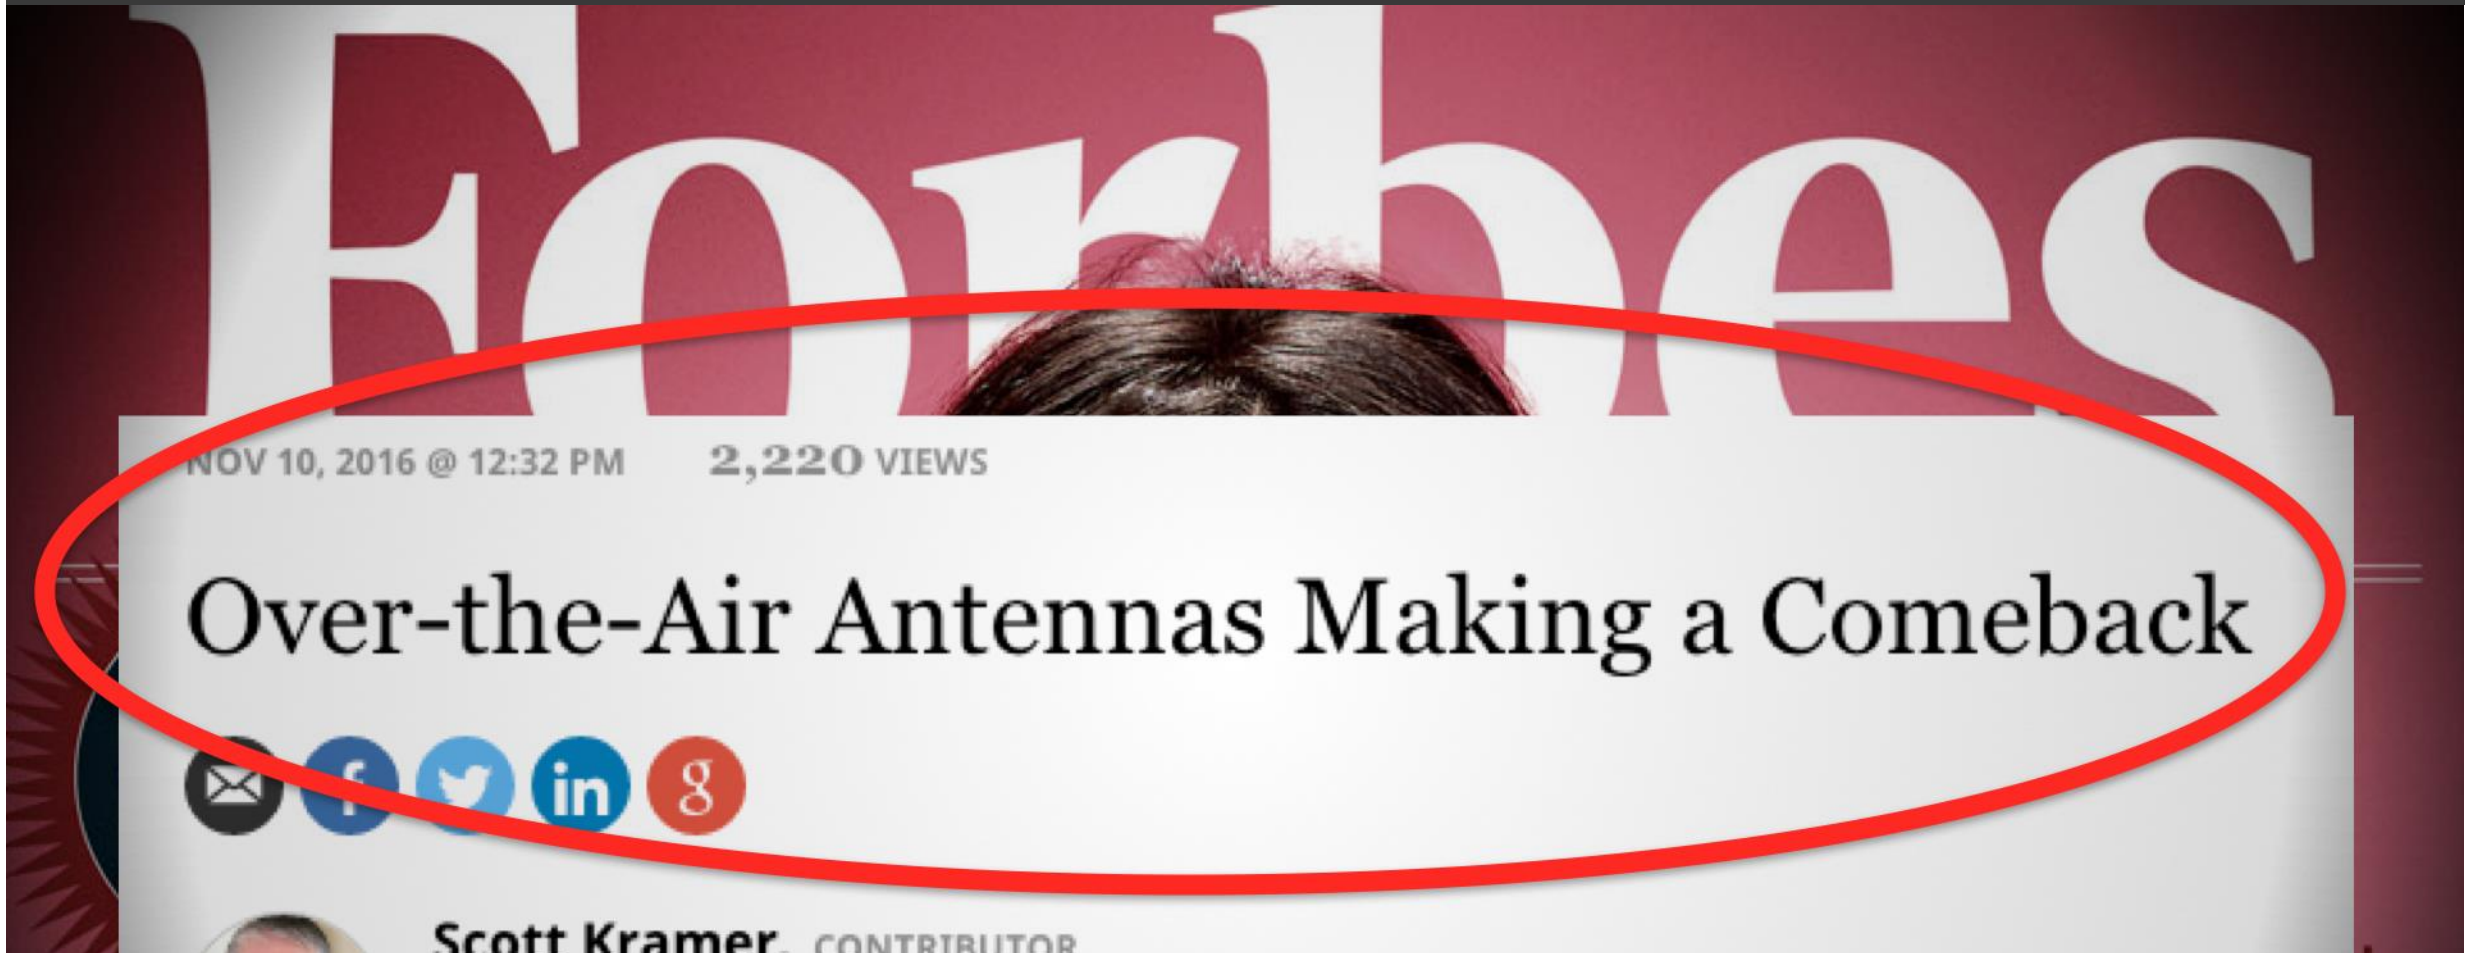 Forbes
NOV 10, 2016 @ 12:32 PM 2,220 VIEWS
Over-the-Air Antennas Making a Comeback
f in g
Scott Kramer, CONTRIBUTOR